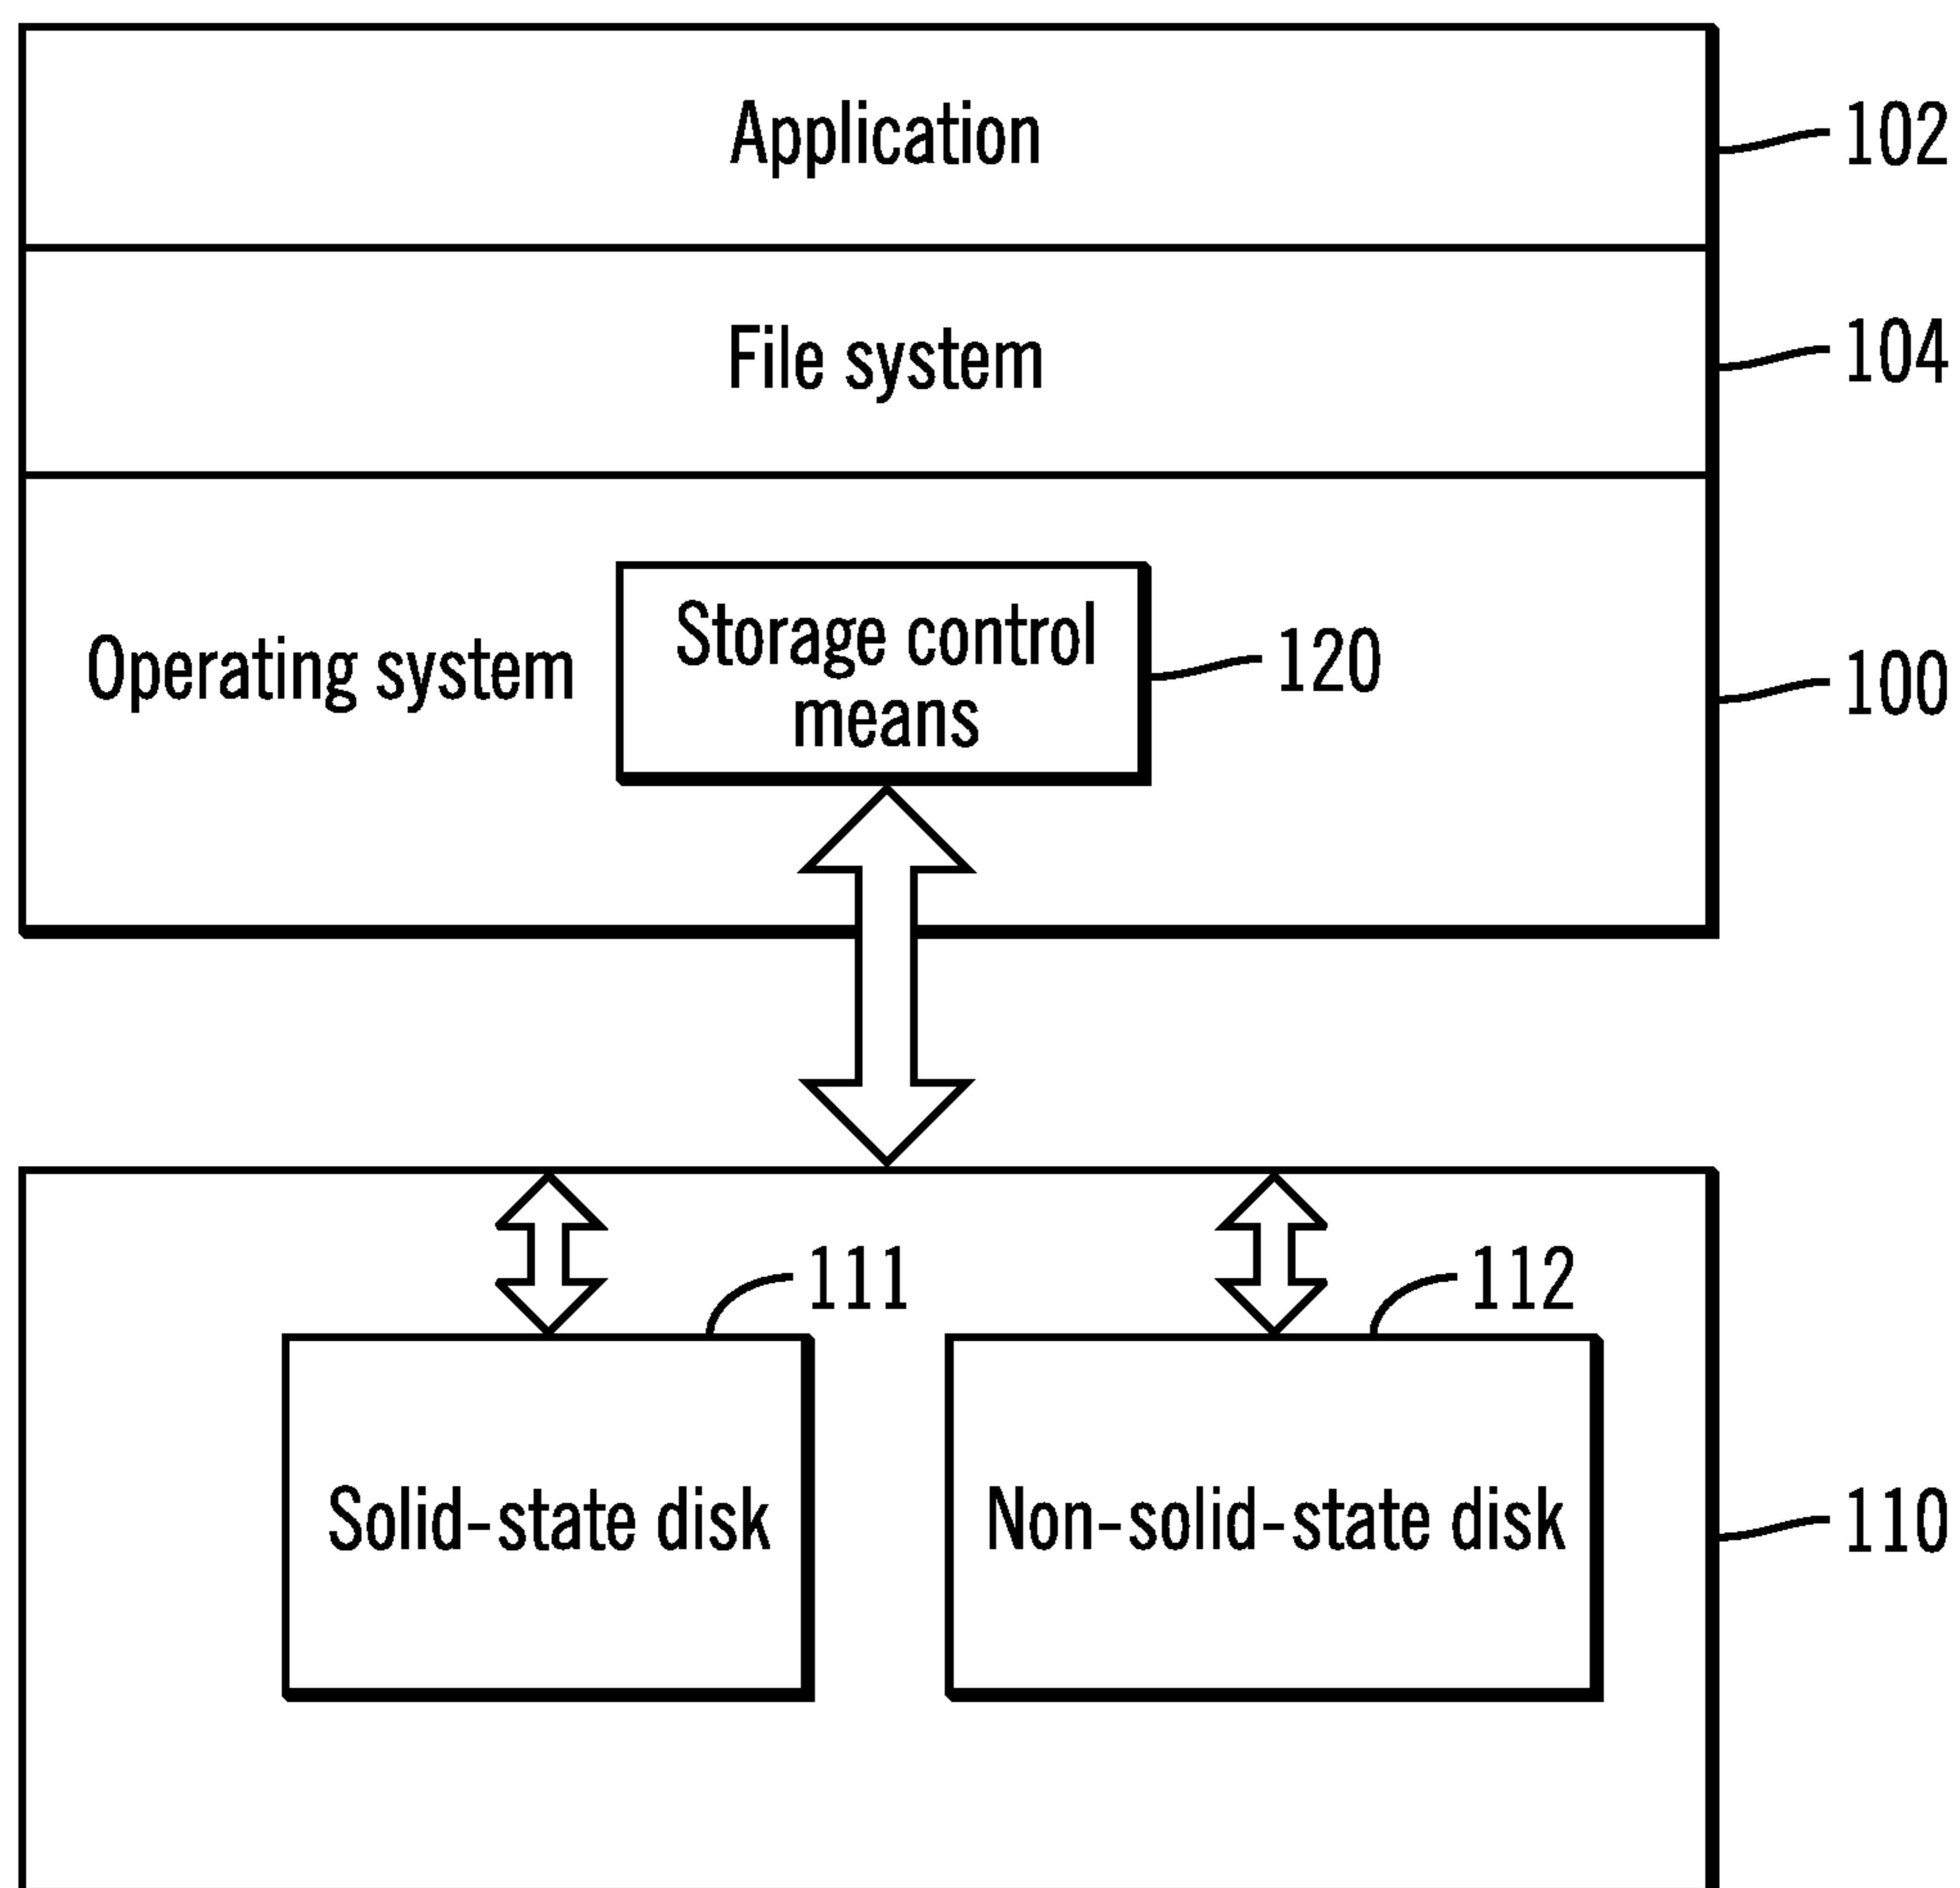 Application
102
File system
104
Operating system
Storage control
means
120
100
111
112
Solid-state disk
Non-solid-state disk
110